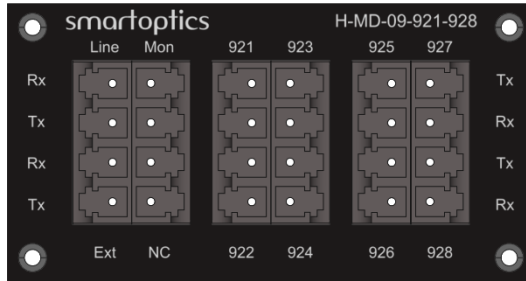 smartoptics H-MD-09-921-928
Line Mon 921 923 925 927
Rx Tx
Tx Rx
Rx Tx
Tx Rx
Ext NC 922 924 926 928